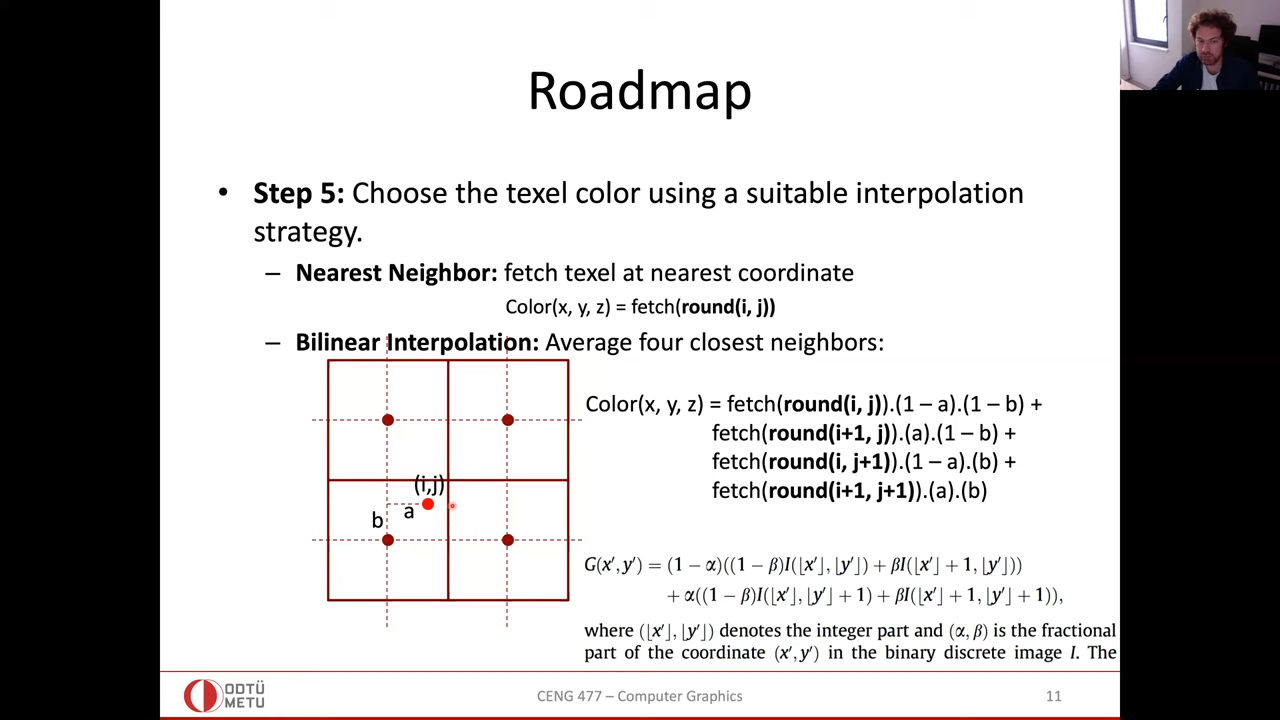 Roadmap
• Step 5: Choose the texel color using a suitable interpolation
strategy.
– Nearest Neighbor: fetch texel at nearest coordinate
Color(x, y, z) = fetch(round(i, j))
– Bilinear Interpolation: Average four closest neighbors:
(i,j)
a
b
Color(x, y, z) = fetch(round(i, j)).(1 – a).(1 – b) +
fetch(round(i+1, j)).(a).(1 – b) +
fetch(round(i, j+1)).(1 – a).(b) +
fetch(round(i+1, j+1)).(a).(b)
G(x′, y′) = (1 − α)((1 − β)I(⌊x′⌋, ⌊y′⌋) + βI(⌊x′⌋ + 1, ⌊y′⌋))
+ α((1 − β)I(⌊x′⌋, ⌊y′⌋ + 1) + βI(⌊x′⌋ + 1, ⌊y′⌋ + 1)),
where (⌊x′⌋, ⌊y′⌋) denotes the integer part and (α, β) is the fractional
part of the coordinate (x′, y′) in the binary discrete image I. The
ODTÜ
METU
CENG 477 – Computer Graphics
11